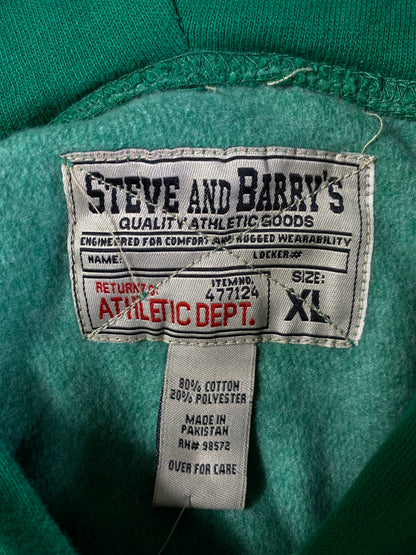 STEVE AND BARRY'S
QUALITY ATHLETIC GOODS
ENGINEERED FOR COMFORT AND RUGGED WEARABILITY
NAME: LOCKER#
RETURN TO ITEM NO. SIZE:
ATHLETIC DEPT. 477124 XL
80% COTTON
20% POLYESTER
MADE IN
PAKISTAN
RN# 98572
OVER FOR CARE